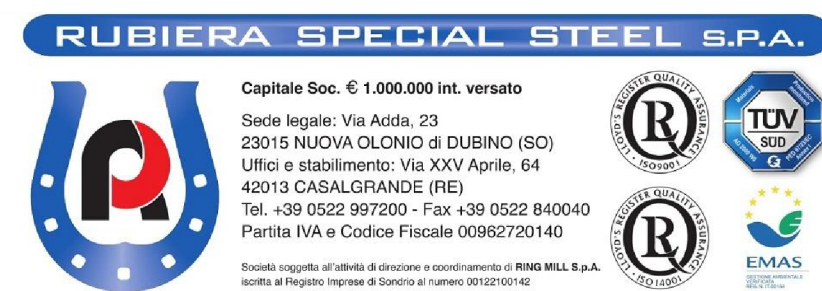 RUBIERA SPECIAL STEEL S.P.A.
Capitale Soc. € 1.000.000 int. versato
Sede legale: Via Adda, 23
23015 NUOVA OLONIO di DUBINO (SO)
Uffici e stabilimento: Via XXV Aprile, 64
42013 CASALGRANDE (RE)
Tel. +39 0522 997200 - Fax +39 0522 840040
Partita IVA e Codice Fiscale 00962720140
Società soggetta all'attività di direzione e coordinamento di RING MILL S.p.A.
iscritta al Registro Imprese di Sondrio al numero 00122100142
LLOYD'S REGISTER QUALITY ASSURANCE
• ISO9001 •
TÜV
SÜD
LLOYD'S REGISTER QUALITY ASSURANCE
• ISO14001 •
EMAS
GESTIONE AMBIENTALE
VERIFICATA